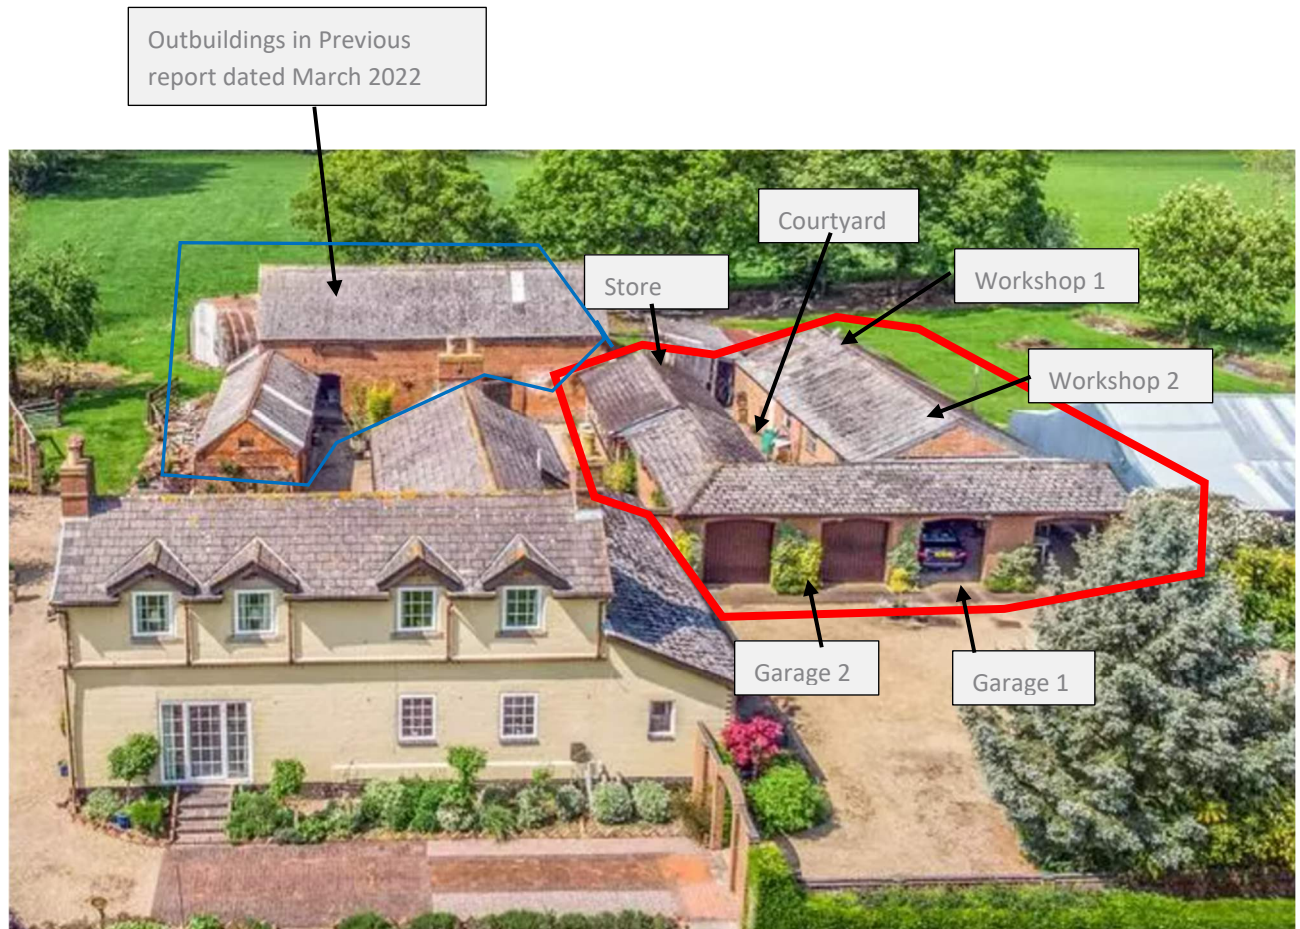 Outbuildings in Previous
report dated March 2022
Courtyard
Store
Workshop 1
Workshop 2
Garage 2
Garage 1